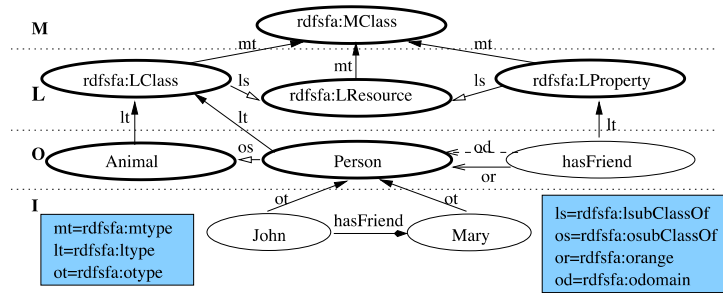 M
rdfsfa:MClass
mt
mt
mt
L
rdfsfa:LClass
ls
rdfsfa:LResource
ls
rdfsfa:LProperty
lt
lt
lt
O
Animal
os
Person
od
or
hasFriend
I
ot
ot
John
hasFriend
Mary
mt=rdfsfa:mtype
lt=rdfsfa:ltype
ot=rdfsfa:otype
ls=rdfsfa:lsubClassOf
os=rdfsfa:osubClassOf
or=rdfsfa:orange
od=rdfsfa:odomain